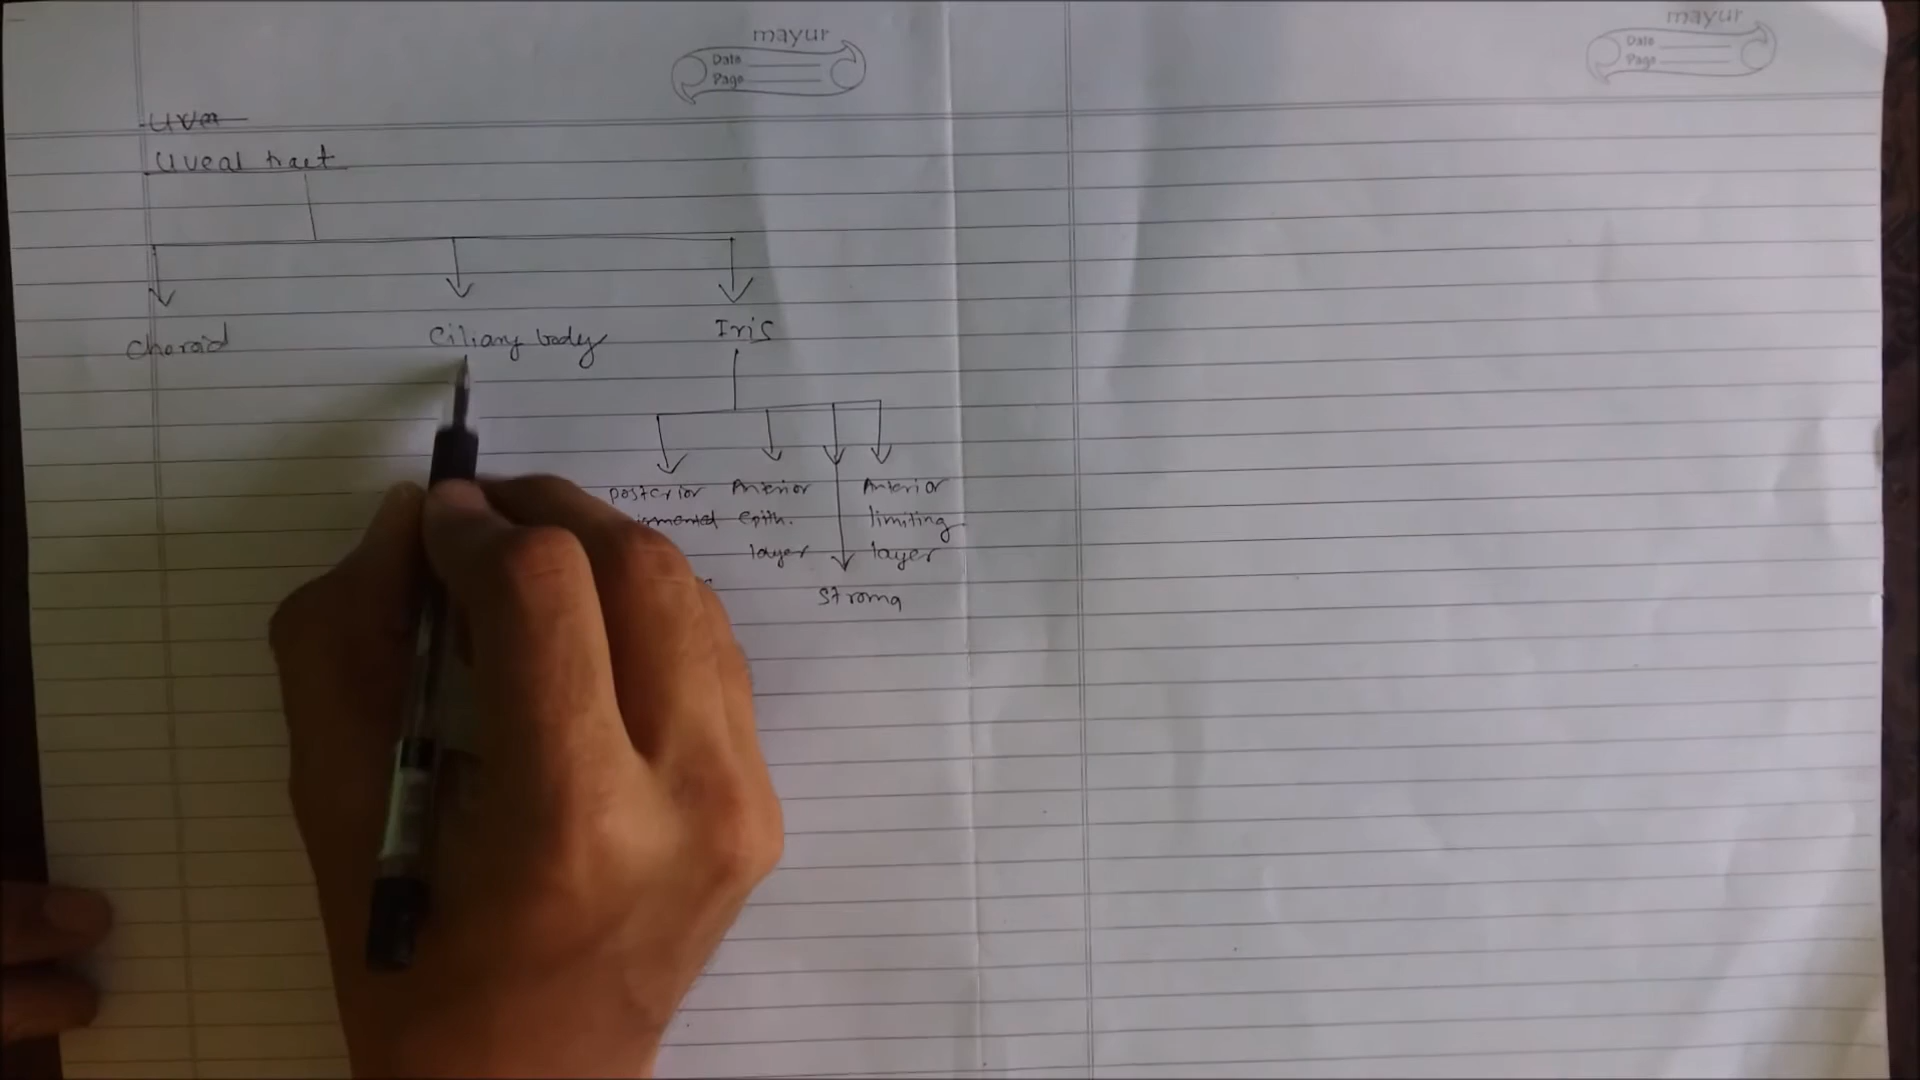 mayur
Date
Page
mayur
Date
Page
Uvea
Uveal tract
Choroid
Ciliary body
Iris
posterior
Anterior
epith.
layer
Anterior
limiting
layer
stroma